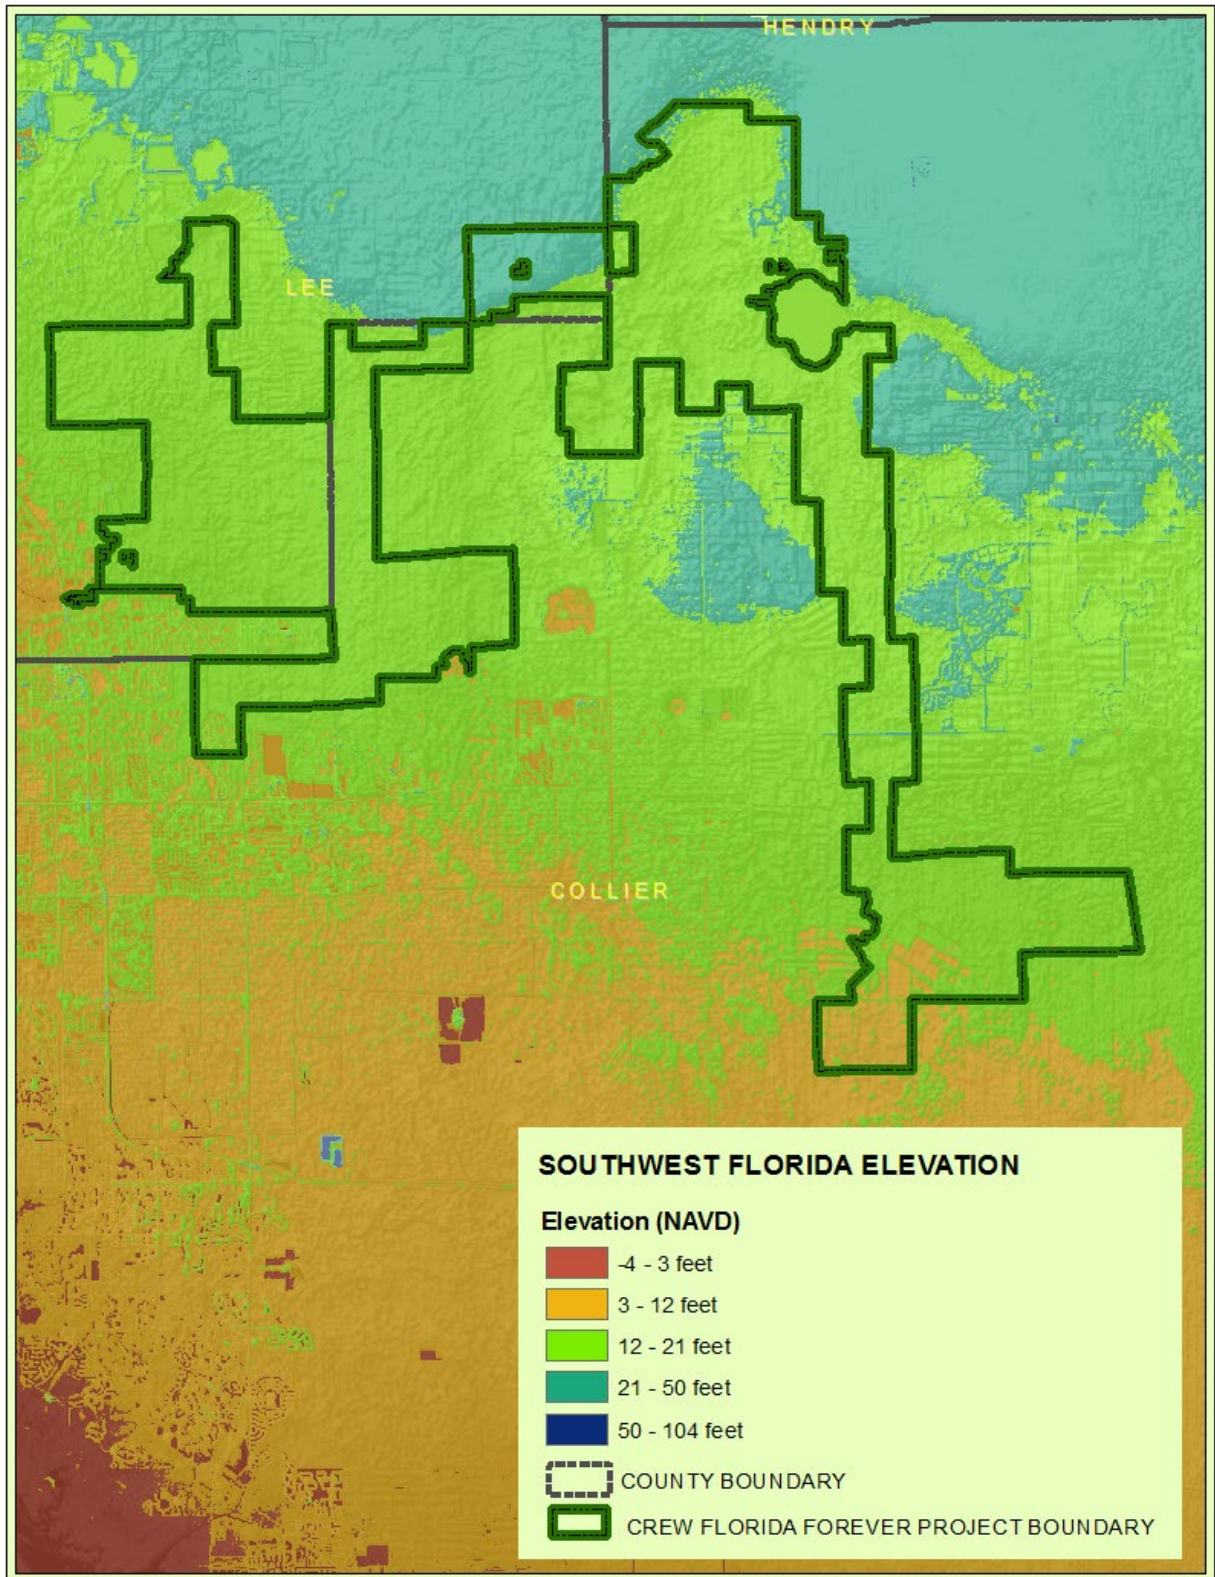 HENDRY
LEE
COLLIER
SOUTHWEST FLORIDA ELEVATION
Elevation (NAVD)
-4 - 3 feet
3 - 12 feet
12 - 21 feet
21 - 50 feet
50 - 104 feet
COUNTY BOUNDARY
CREW FLORIDA FOREVER PROJECT BOUNDARY